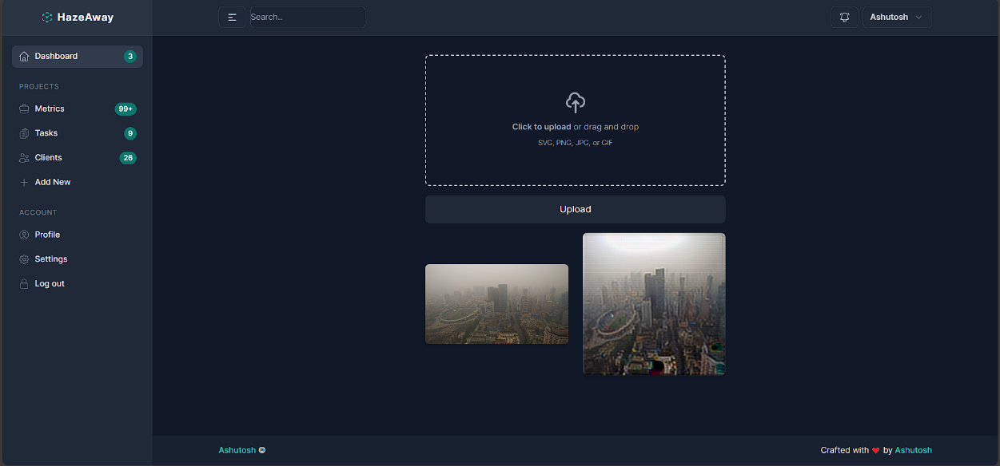 HazeAway
Search..
Ashutosh
Dashboard 3
PROJECTS
Metrics 99+
Tasks 9
Clients 26
Add New
ACCOUNT
Profile
Settings
Log out
Click to upload or drag and drop
SVG, PNG, JPG, or GIF
Upload
Ashutosh ©
Crafted with ❤ by Ashutosh